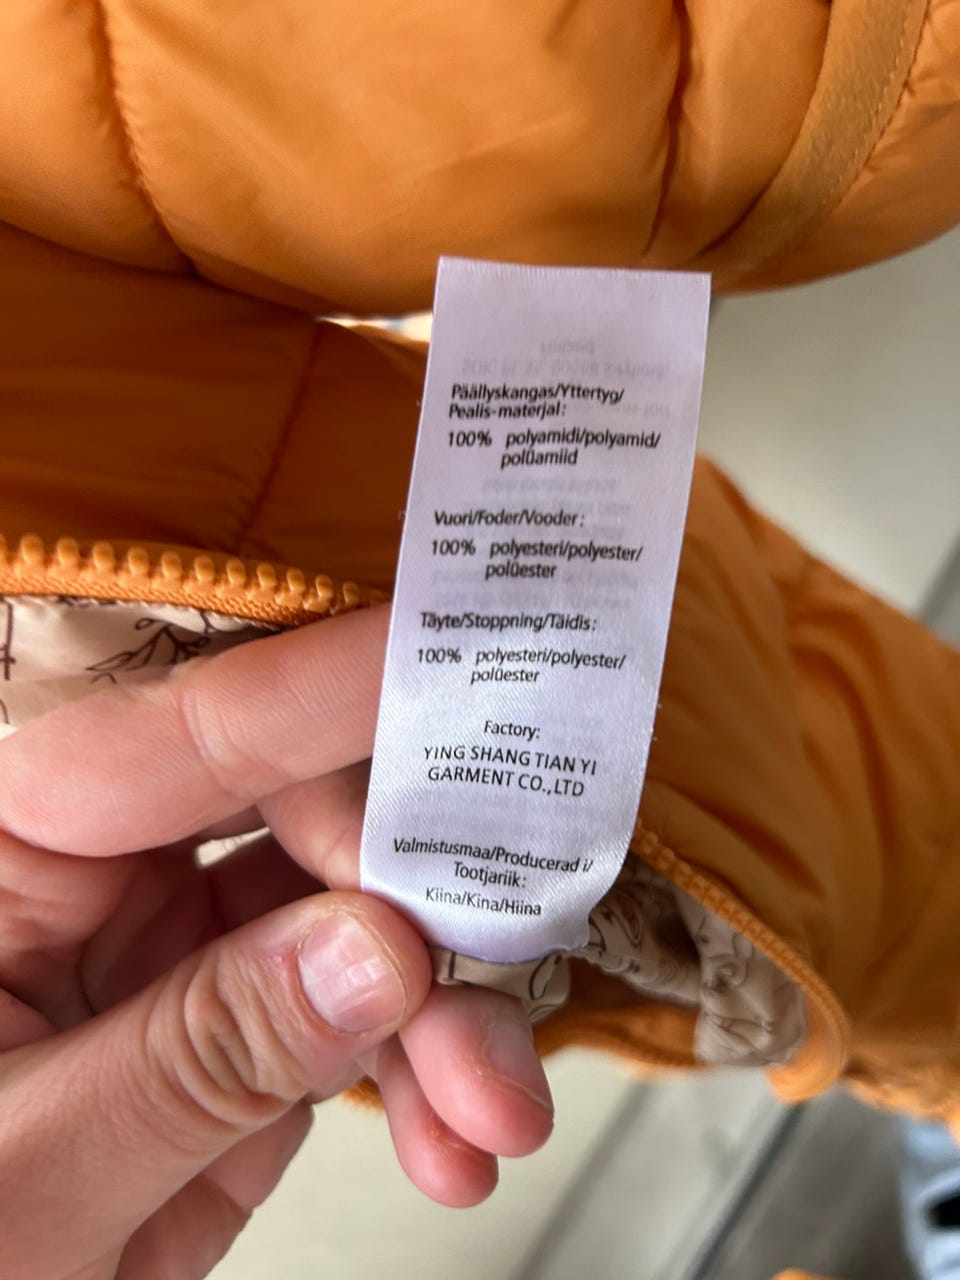 Päällyskangas/Yttertyg/
Pealis-materjal:
100% polyamidi/polyamid/
polüamiid
Vuori/Foder/Vooder:
100% polyesteri/polyester/
polüester
Täyte/Stoppning/Täidis:
100% polyesteri/polyester/
polüester
Factory:
YING SHANG TIAN YI
GARMENT CO.,LTD
Valmistusmaa/Producerad i/
Tootjariik:
Kiina/Kina/Hiina